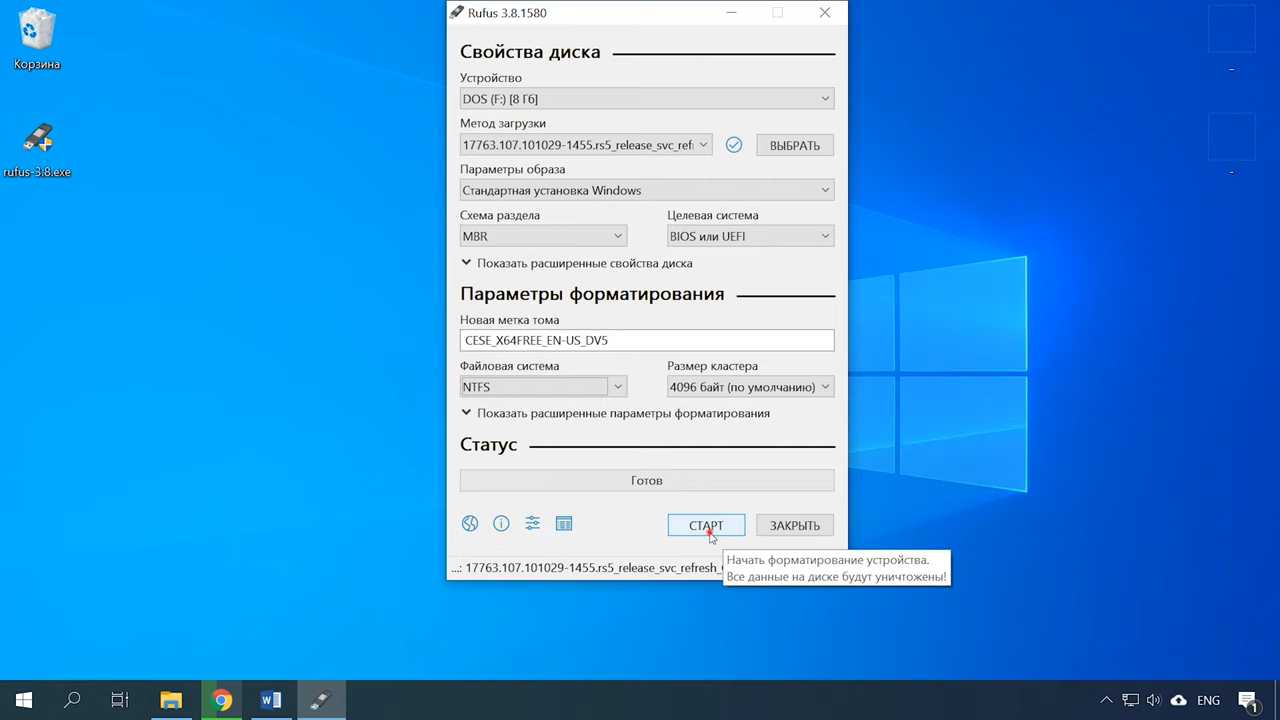 Корзина
rufus-3.8.exe
Rufus 3.8.1580
Свойства диска
Устройство
DOS (F:) [8 Гб]
Метод загрузки
17763.107.101029-1455.rs5_release_svc_refi
ВЫБРАТЬ
Параметры образа
Стандартная установка Windows
Схема раздела
Целевая система
MBR
BIOS или UEFI
Показать расширенные свойства диска
Параметры форматирования
Новая метка тома
CESE_X64FREE_EN-US_DV5
Файловая система
Размер кластера
NTFS
4096 байт (по умолчанию)
Показать расширенные параметры форматирования
Статус
Готов
СТАРТ
ЗАКРЫТЬ
Начать форматирование устройства.
Все данные на диске будут уничтожены!
...: 17763.107.101029-1455.rs5_release_svc_refresh_
-
-
ENG
1